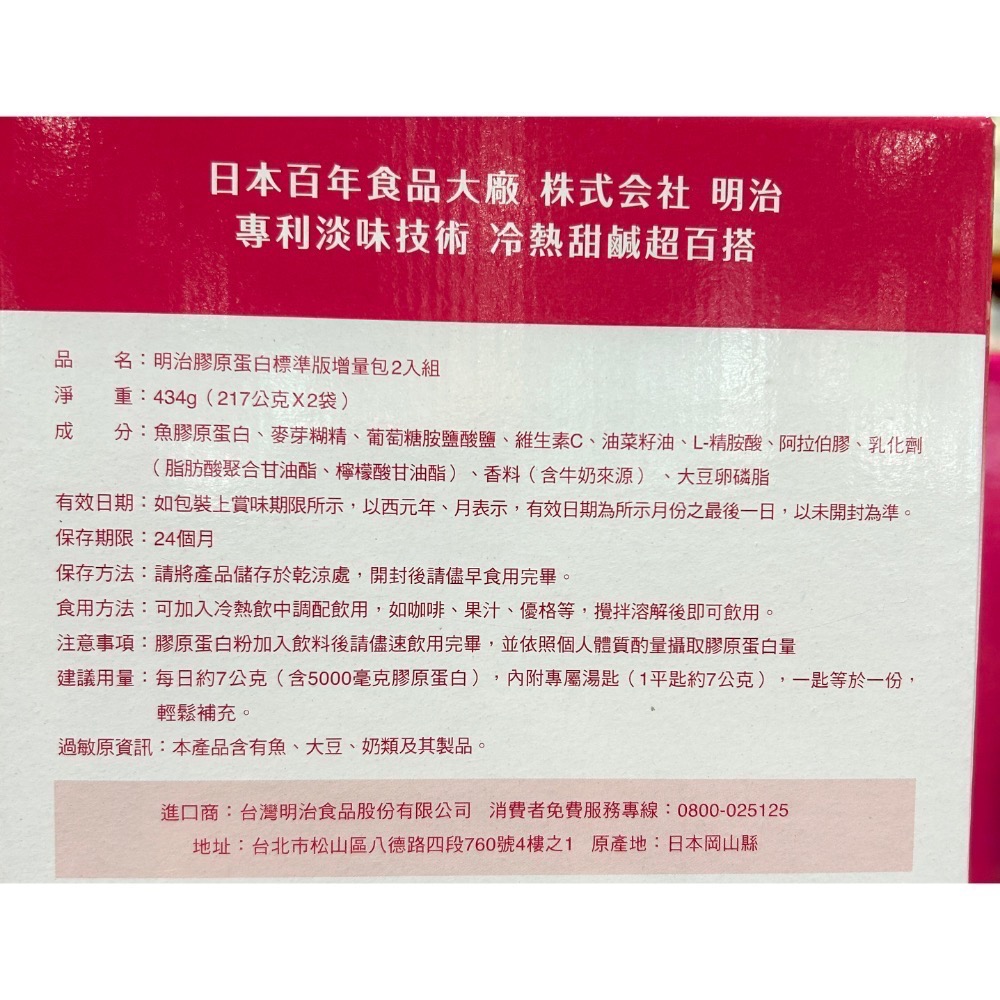 日本百年食品大廠 株式会社 明治
專利淡味技術 冷熱甜鹹超百搭
品名：明治膠原蛋白標準版增量包2入組
淨重：434g（217公克X2袋）
成分：魚膠原蛋白、麥芽糊精、葡萄糖胺鹽酸鹽、維生素C、油菜籽油、L-精胺酸、阿拉伯膠、乳化劑
（脂肪酸聚合甘油酯、檸檬酸甘油酯）、香料（含牛奶來源）、大豆卵磷脂
有效日期：如包裝上賞味期限所示，以西元年、月表示，有效日期為所示月份之最後一日，以未開封為準。
保存期限：24個月
保存方法：請將產品儲存於乾涼處，開封後請儘早食用完畢。
食用方法：可加入冷熱飲中調配飲用，如咖啡、果汁、優格等，攪拌溶解後即可飲用。
注意事項：膠原蛋白粉加入飲料後請儘速飲用完畢，並依照個人體質酌量攝取膠原蛋白量
建議用量：每日約7公克（含5000毫克膠原蛋白），內附專屬湯匙（1平匙約7公克），一匙等於一份，
輕鬆補充。
過敏原資訊：本產品含有魚、大豆、奶類及其製品。
進口商：台灣明治食品股份有限公司 消費者免費服務專線：0800-025125
地址：台北市松山區八德路四段760號4樓之1 原產地：日本岡山縣